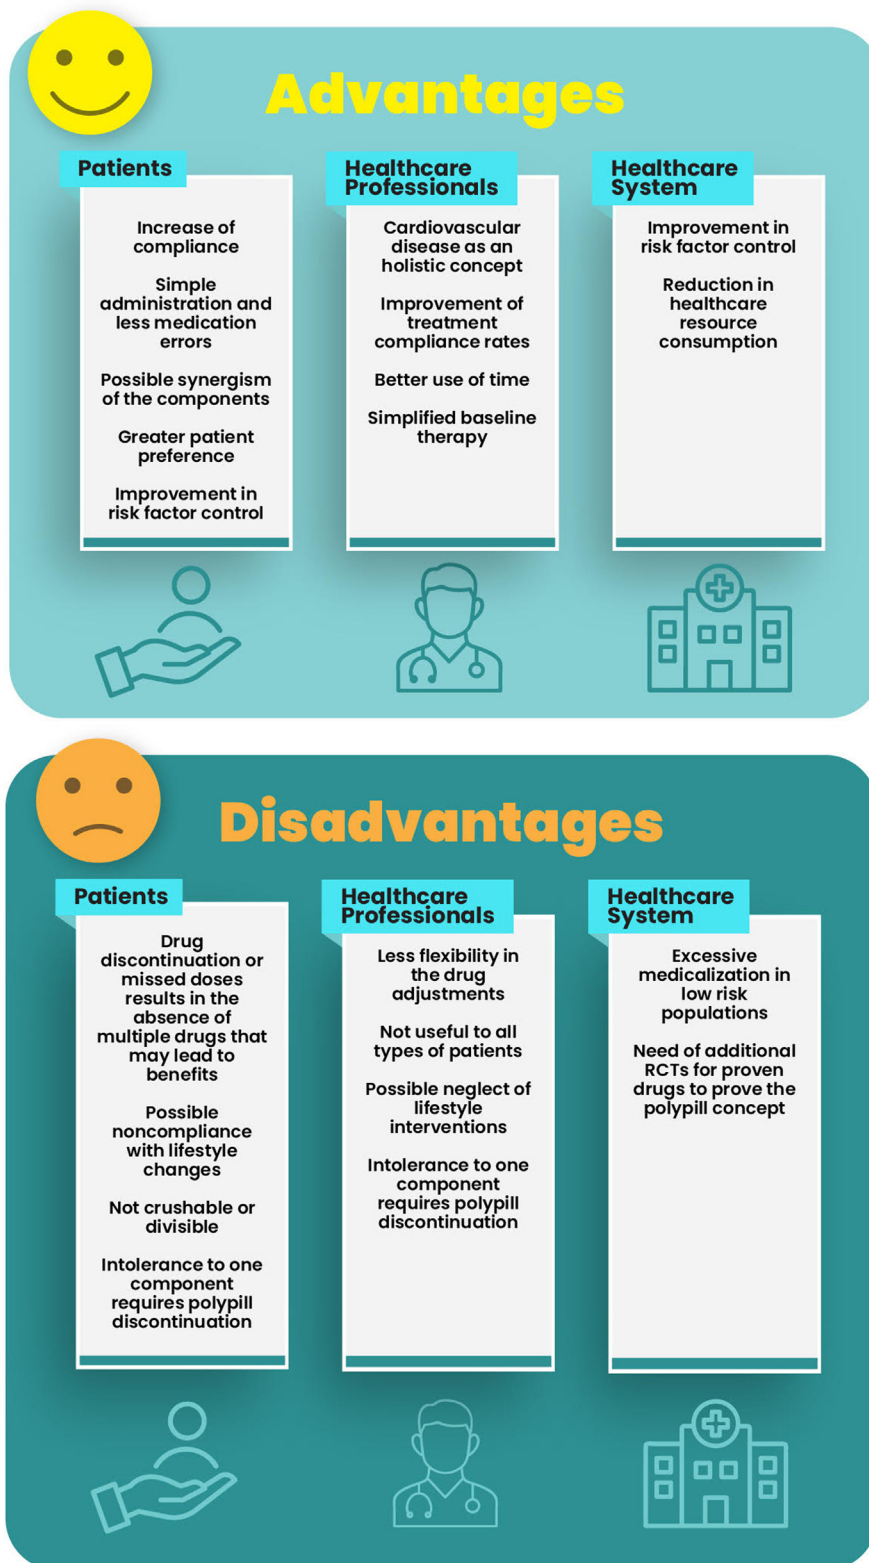 Advantages
Patients
Increase of
compliance
Simple
administration and
less medication
errors
Possible synergism
of the components
Greater patient
preference
Improvement in
risk factor control
Healthcare
Professionals
Cardiovascular
disease as an
holistic concept
Improvement of
treatment
compliance rates
Better use of time
Simplified baseline
therapy
Healthcare
System
Improvement in
risk factor control
Reduction in
healthcare
resource
consumption
Disadvantages
Patients
Drug
discontinuation or
missed doses
results in the
absence of
multiple drugs that
may lead to
benefits
Possible
noncompliance
with lifestyle
changes
Not crushable or
divisible
Intolerance to one
component
requires polypill
discontinuation
Healthcare
Professionals
Less flexibility in
the drug
adjustments
Not useful to all
types of patients
Possible neglect of
lifestyle
interventions
Intolerance to one
component
requires polypill
discontinuation
Healthcare
System
Excessive
medicalization in
low risk
populations
Need of additional
RCTs for proven
drugs to prove the
polypill concept